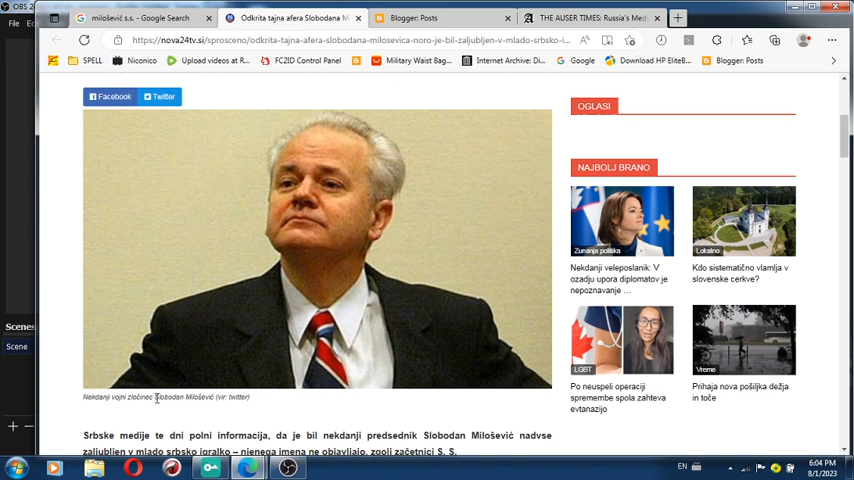 OBS 2
File
milošević s.s. - Google Search
Odkrita tajna afera Slobodana M
Blogger: Posts
THE AUSER TIMES: Russia's Med
https://nova24tv.si/sprosceno/odkrita-tajna-afera-slobodana-milosevica-noro-je-bil-zaljubljen-v-mlado-srbsko-i...
SPELL
Niconico
Upload videos at R...
FC2ID Control Panel
Blogger: Posts
Military Waist Bag...
Internet Archive: Di...
Google
Download HP EliteB...
Blogger: Posts
Facebook
Twitter
OGLASI
NAJBOLJ BRANO
Zunanja politika
Nekdanji veleposlanik: V
ozadju upora diplomatov je
nepoznavanje ...
Lokalno
Kdo sistematično vlamlja v
slovenske cerkve?
LGBT
Po neuspeli operaciji
spremembe spola zahteva
evtanazijo
Vreme
Prihaja nova pošiljka dežja
in toče
Nekdanji vojni zločinec Slobodan Milošević (vir: twitter)
Srbske medije te dni polni informacija, da je bil nekdanji predsednik Slobodan Milošević nadvse
zaljubljen v mlado srbsko igralko – njenega imena ne objavljajo, zgolj začetnici S. S.
Scenes
Scene
EN
6:04 PM
8/1/2023